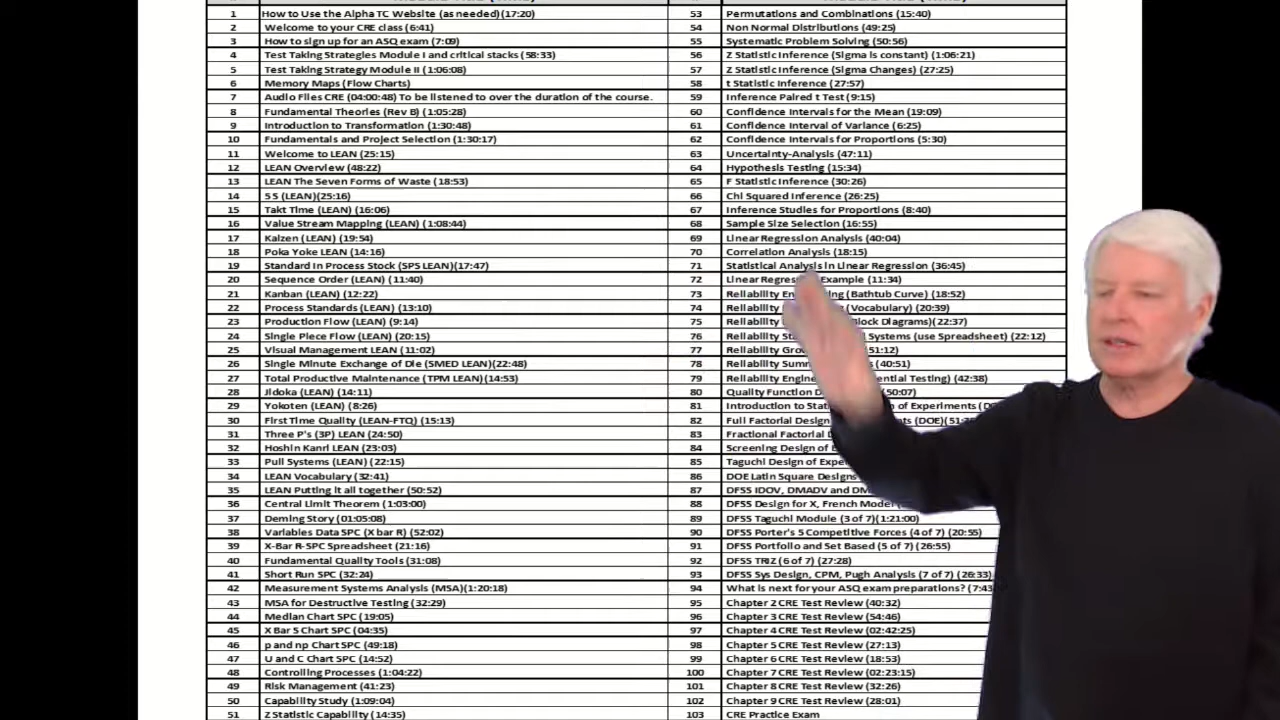 1 How to Use the Alpha TC Website (as needed)(17:20)
2 Welcome to your CRE class (6:41)
3 How to sign up for an ASQ exam (7:09)
4 Test Taking Strategies Module I and critical stacks (58:33)
5 Test Taking Strategy Module II (1:06:08)
6 Memory Maps (Flow Charts)
7 Audio Files CRE (04:00:48) To be listened to over the duration of the course.
8 Fundamental Theories (Rev B) (1:05:28)
9 Introduction to Transformation (1:30:48)
10 Fundamentals and Project Selection (1:30:17)
11 Welcome to LEAN (25:15)
12 LEAN Overview (48:22)
13 LEAN The Seven Forms of Waste (18:53)
14 5 S (LEAN)(25:16)
15 Takt Time (LEAN) (16:06)
16 Value Stream Mapping (LEAN) (1:08:44)
17 Kaizen (LEAN) (19:54)
18 Poka Yoke LEAN (14:16)
19 Standard In Process Stock (SPS LEAN)(17:47)
20 Sequence Order (LEAN) (11:40)
21 Kanban (LEAN) (12:22)
22 Process Standards (LEAN) (13:10)
23 Production Flow (LEAN) (9:14)
24 Single Piece Flow (LEAN) (20:15)
25 Visual Management LEAN (11:02)
26 Single Minute Exchange of Die (SMED LEAN)(22:48)
27 Total Productive Maintenance (TPM LEAN)(14:53)
28 Jidoka (LEAN) (14:11)
29 Yokoten (LEAN) (8:26)
30 First Time Quality (LEAN-FTQ) (15:13)
31 Three P's (3P) LEAN (24:50)
32 Hoshin Kanri LEAN (23:03)
33 Pull Systems (LEAN) (22:15)
34 LEAN Vocabulary (32:41)
35 LEAN Putting it all together (50:52)
36 Central Limit Theorem (1:03:00)
37 Deming Story (01:05:08)
38 Variables Data SPC (X bar R) (52:02)
39 X-Bar R-SPC Spreadsheet (21:16)
40 Fundamental Quality Tools (31:08)
41 Short Run SPC (32:24)
42 Measurement Systems Analysis (MSA)(1:20:18)
43 MSA for Destructive Testing (32:29)
44 Median Chart SPC (19:05)
45 X Bar S Chart SPC (04:35)
46 p and np Chart SPC (49:18)
47 U and C Chart SPC (14:52)
48 Controlling Processes (1:04:22)
49 Risk Management (41:23)
50 Capability Study (1:09:04)
51 Z Statistic Capability (14:35)
53 Permutations and Combinations (15:40)
54 Non Normal Distributions (49:25)
55 Systematic Problem Solving (50:56)
56 Z Statistic Inference (Sigma is constant) (1:06:21)
57 Z Statistic Inference (Sigma Changes) (27:25)
58 t Statistic Inference (27:57)
59 Inference Paired t Test (9:15)
60 Confidence Intervals for the Mean (19:09)
61 Confidence Interval of Variance (6:25)
62 Confidence Intervals for Proportions (5:30)
63 Uncertainty-Analysis (47:11)
64 Hypothesis Testing (15:34)
65 F Statistic Inference (30:26)
66 Chi Squared Inference (26:25)
67 Inference Studies for Proportions (8:40)
68 Sample Size Selection (16:55)
69 Linear Regression Analysis (40:04)
70 Correlation Analysis (18:15)
71 Statistical Analysis in Linear Regression (36:45)
72 Linear Example (11:34)
73 Reliability (Bathtub Curve) (18:52)
74 Reliability (Vocabulary) (20:39)
75 Reliability Block Diagrams)(22:37)
76 Reliability Systems (use Spreadsheet) (22:12)
77 Reliability 51:12)
78 Reliability (40:51)
79 Reliability Testing) (42:38)
80 Quality Function 50:07)
81 Introduction to of Experiments
82 Full Factorial Design (DOE)
83 Fractional Factorial
84 Screening Design of
85 Taguchi Design of
86 DOE Latin Square Designs
87 DFSS IDOV, DMADV and
88 DFSS Design for X, French Model
89 DFSS Taguchi Module (3 of 7)(1:21:00)
90 DFSS Porter's 5 Competitive Forces (4 of 7) (20:55)
91 DFSS Portfolio and Set Based (5 of 7) (26:55)
92 DFSS TRIZ (6 of 7) (27:28)
93 DFSS Sys Design, CPM, Pugh Analysis (7 of 7) (26:33)
94 What is next for your ASQ exam preparations? (7:43
95 Chapter 2 CRE Test Review (40:32)
96 Chapter 3 CRE Test Review (54:46)
97 Chapter 4 CRE Test Review (02:42:25)
98 Chapter 5 CRE Test Review (27:13)
99 Chapter 6 CRE Test Review (18:53)
100 Chapter 7 CRE Test Review (02:23:15)
101 Chapter 8 CRE Test Review (32:26)
102 Chapter 9 CRE Test Review (28:01)
103 CRE Practice Exam